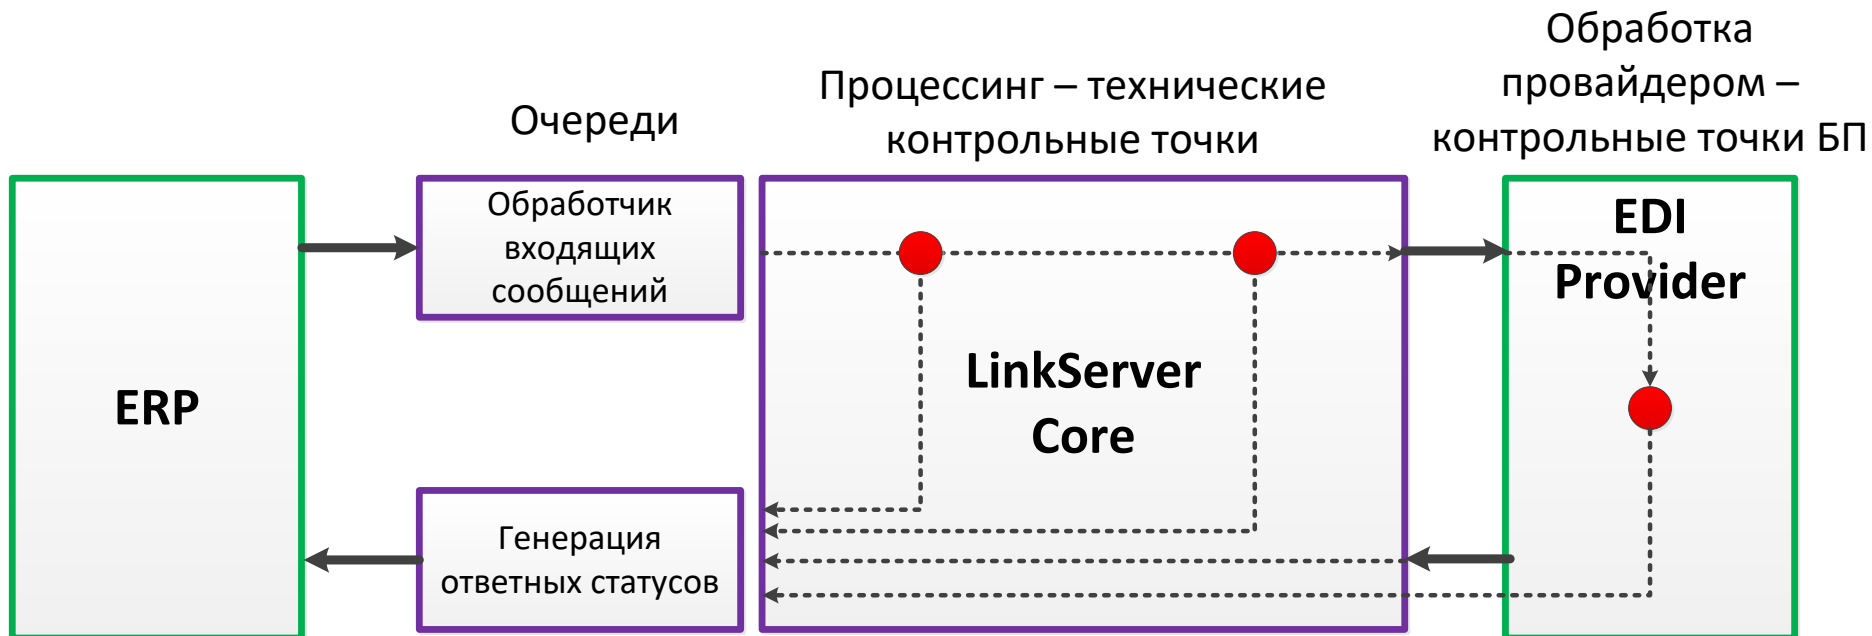 Очереди
Процессинг – технические
контрольные точки
Обработка
провайдером –
контрольные точки БП
ERP
Обработчик
входящих
сообщений
Генерация
ответных статусов
LinkServer
Core
EDI
Provider